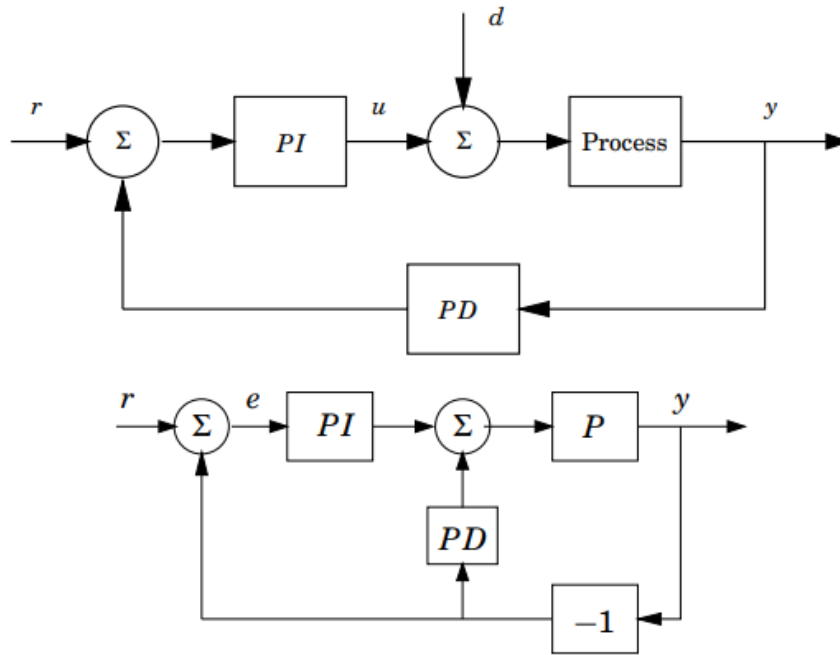 d
r Σ PI u Σ Process y
PD
r Σ e PI Σ P y
PD
−1